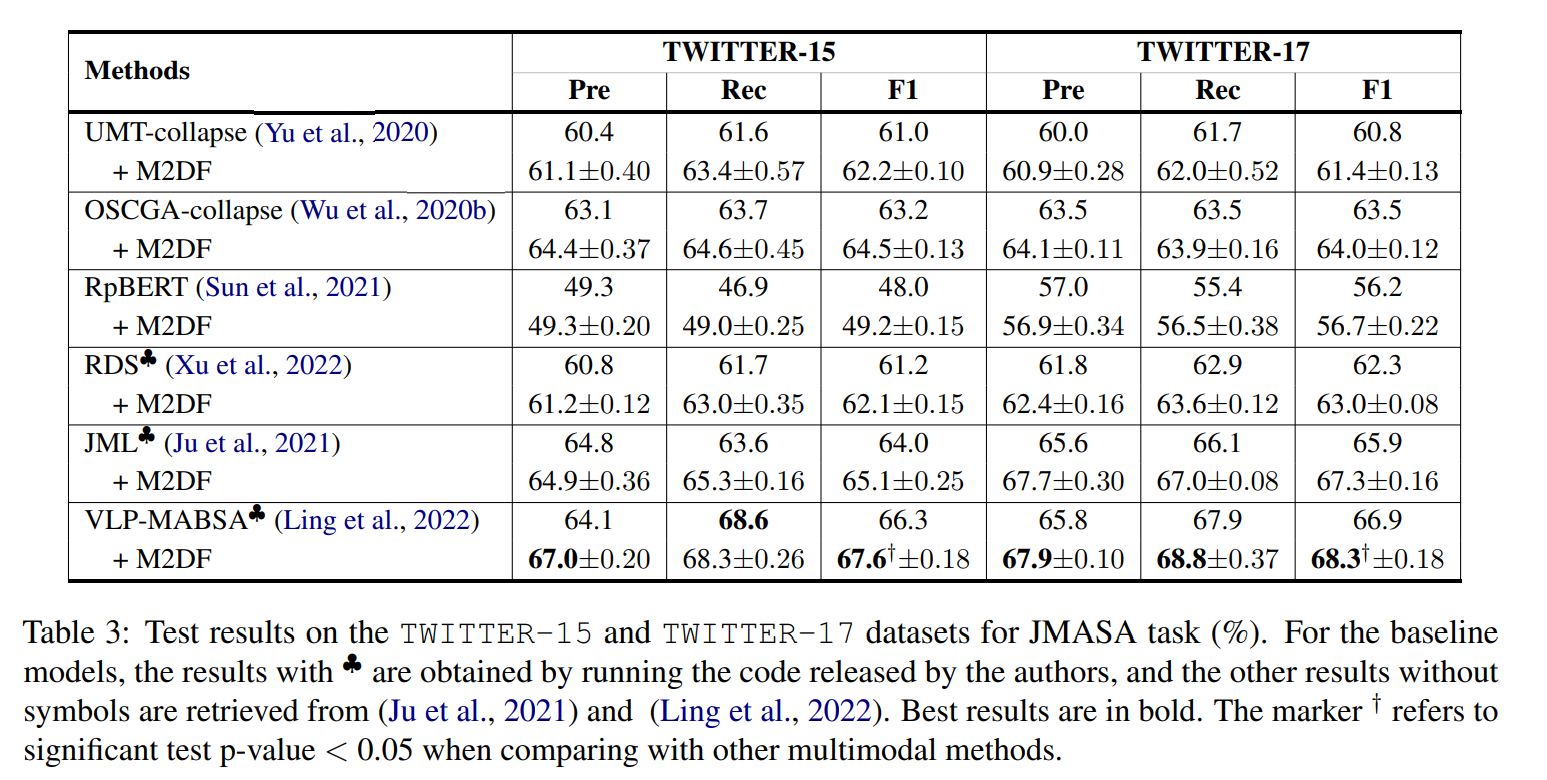 Methods TWITTER-15 TWITTER-17
Pre Rec F1 Pre Rec F1
UMT-collapse (Yu et al., 2020) 60.4 61.6 61.0 60.0 61.7 60.8
+ M2DF 61.1±0.40 63.4±0.57 62.2±0.10 60.9±0.28 62.0±0.52 61.4±0.13
OSCGA-collapse (Wu et al., 2020b) 63.1 63.7 63.2 63.5 63.5 63.5
+ M2DF 64.4±0.37 64.6±0.45 64.5±0.13 64.1±0.11 63.9±0.16 64.0±0.12
RpBERT (Sun et al., 2021) 49.3 46.9 48.0 57.0 55.4 56.2
+ M2DF 49.3±0.20 49.0±0.25 49.2±0.15 56.9±0.34 56.5±0.38 56.7±0.22
RDS♣ (Xu et al., 2022) 60.8 61.7 61.2 61.8 62.9 62.3
+ M2DF 61.2±0.12 63.0±0.35 62.1±0.15 62.4±0.16 63.6±0.12 63.0±0.08
JML♣ (Ju et al., 2021) 64.8 63.6 64.0 65.6 66.1 65.9
+ M2DF 64.9±0.36 65.3±0.16 65.1±0.25 67.7±0.30 67.0±0.08 67.3±0.16
VLP-MABSA♣ (Ling et al., 2022) 64.1 68.6 66.3 65.8 67.9 66.9
+ M2DF 67.0±0.20 68.3±0.26 67.6†±0.18 67.9±0.10 68.8±0.37 68.3†±0.18
Table 3: Test results on the TWITTER-15 and TWITTER-17 datasets for JMASA task (%). For the baseline
models, the results with ♣ are obtained by running the code released by the authors, and the other results without
symbols are retrieved from (Ju et al., 2021) and (Ling et al., 2022). Best results are in bold. The marker † refers to
significant test p-value < 0.05 when comparing with other multimodal methods.